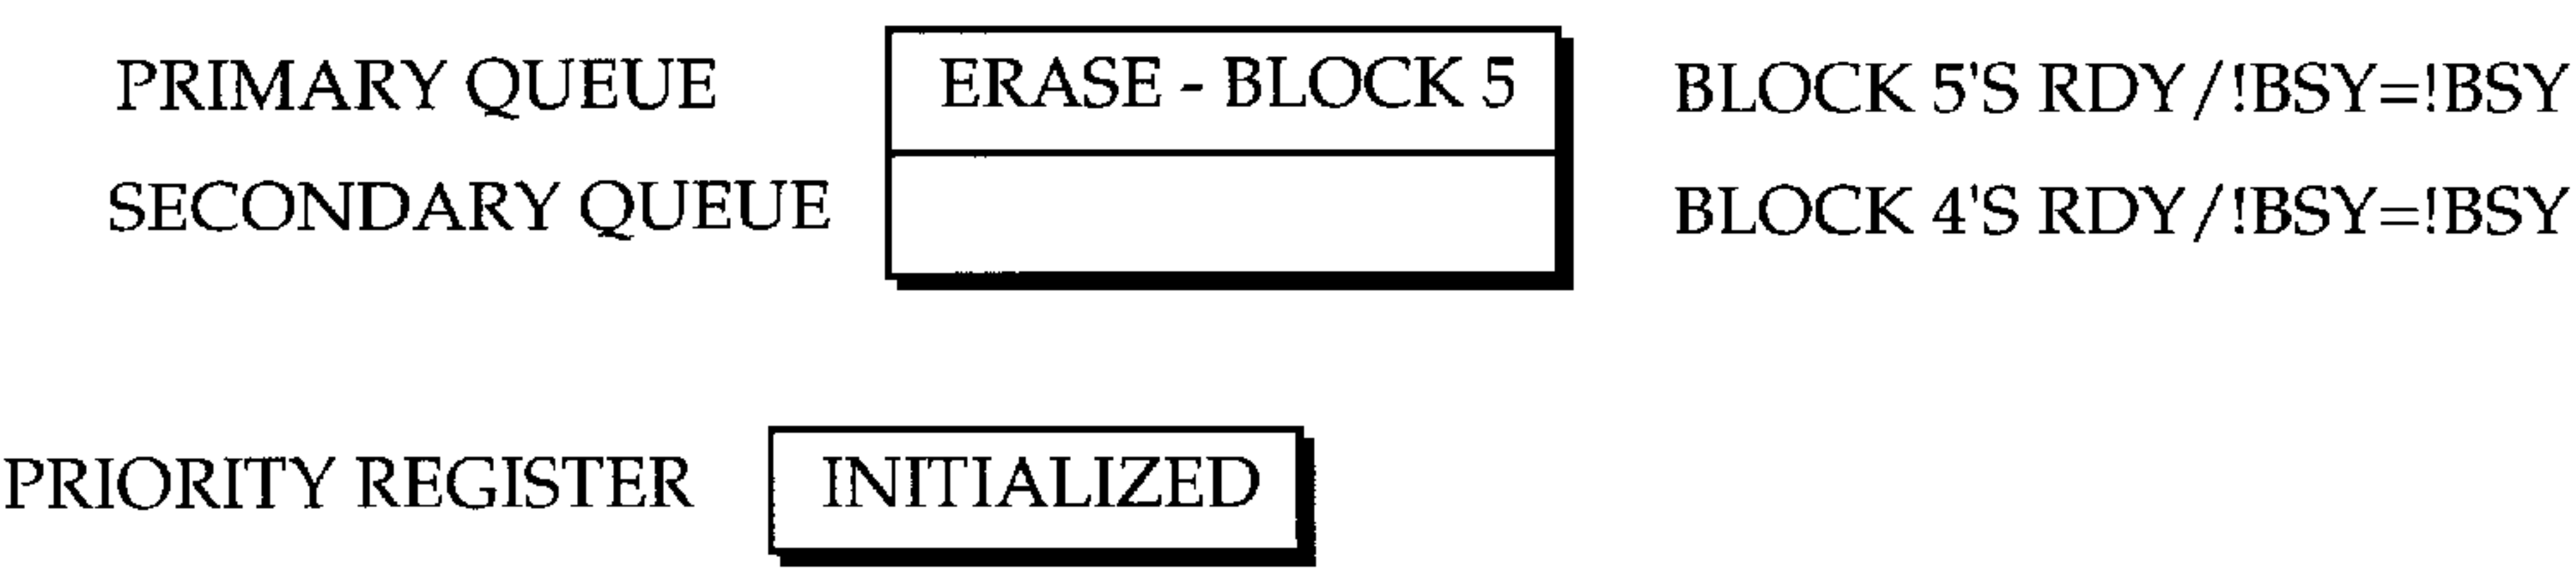 PRIMARY QUEUE ERASE - BLOCK 5 BLOCK 5'S RDY/!BSY=!BSY
SECONDARY QUEUE BLOCK 4'S RDY/!BSY=!BSY
PRIORITY REGISTER INITIALIZED